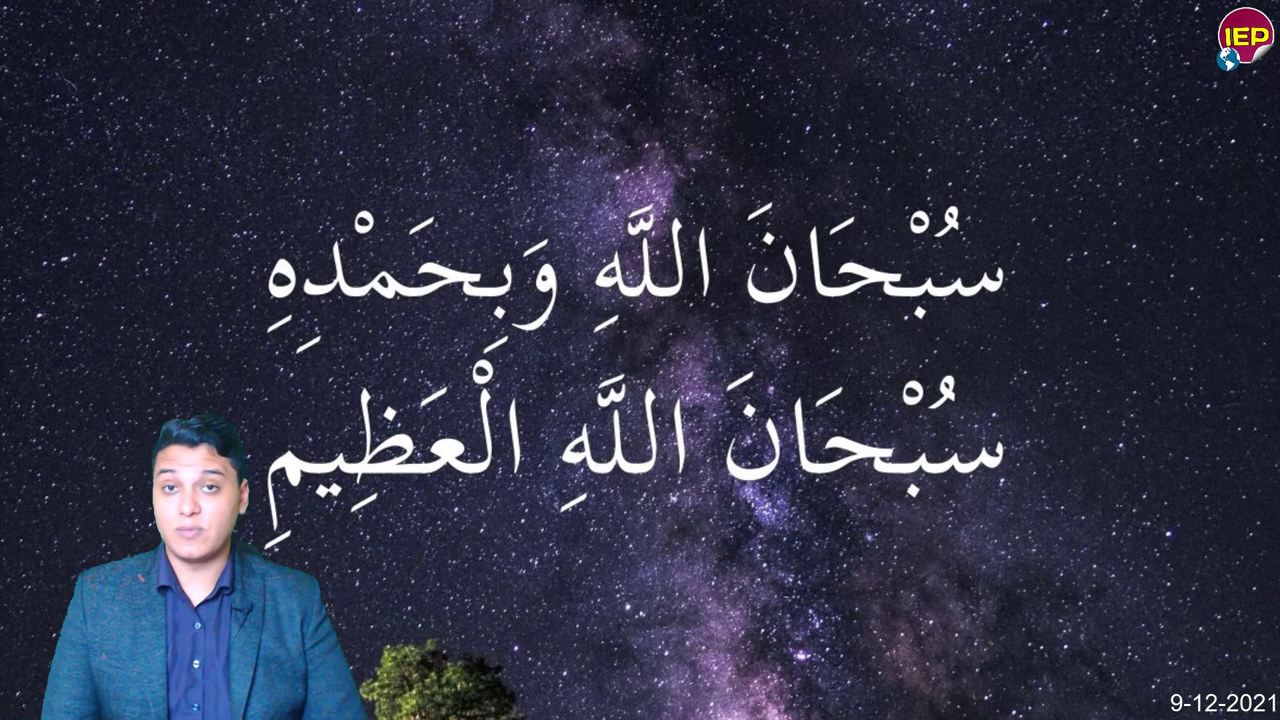 IEP
سُبْحَانَ اللَّهِ وَبِحَمْدِهِ
سُبْحَانَ اللَّهِ الْعَظِيمِ
9-12-2021